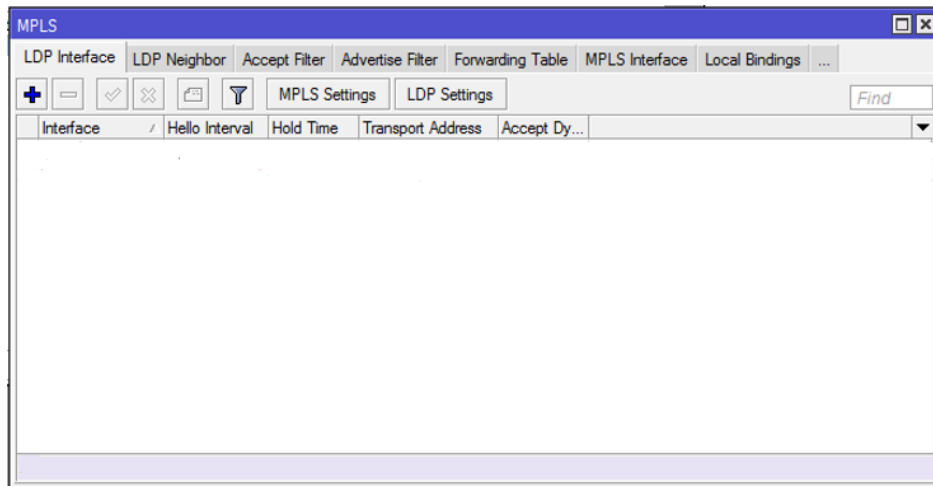 MPLS
LDP Interface LDP Neighbor Accept Filter Advertise Filter Forwarding Table MPLS Interface Local Bindings ...
MPLS Settings LDP Settings Find
Interface / Hello Interval Hold Time Transport Address Accept Dy...